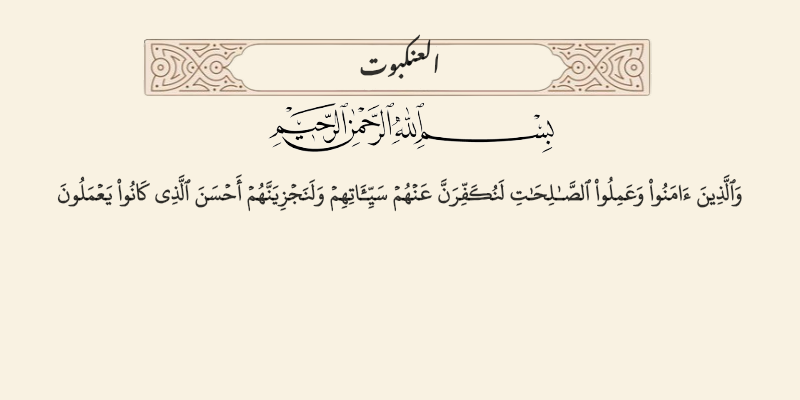 العنكبوت
بِسْمِ ٱللَّهِ ٱلرَّحْمَٰنِ ٱلرَّحِيمِ
وَٱلَّذِينَ ءَامَنُوا۟ وَعَمِلُوا۟ ٱلصَّـٰلِحَـٰتِ لَنُكَفِّرَنَّ عَنْهُمْ سَيِّـَٔاتِهِمْ وَلَنَجْزِيَنَّهُمْ أَحْسَنَ ٱلَّذِى كَانُوا۟ يَعْمَلُونَ